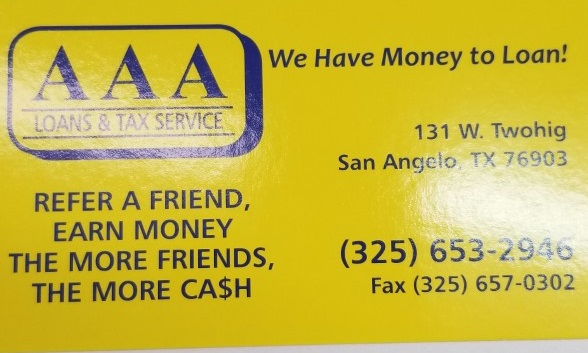 AAA
LOANS & TAX SERVICE
We Have Money to Loan!
131 W. Twohig
San Angelo, TX 76903
REFER A FRIEND,
EARN MONEY
THE MORE FRIENDS,
THE MORE CA$H
(325) 653-2946
Fax (325) 657-0302